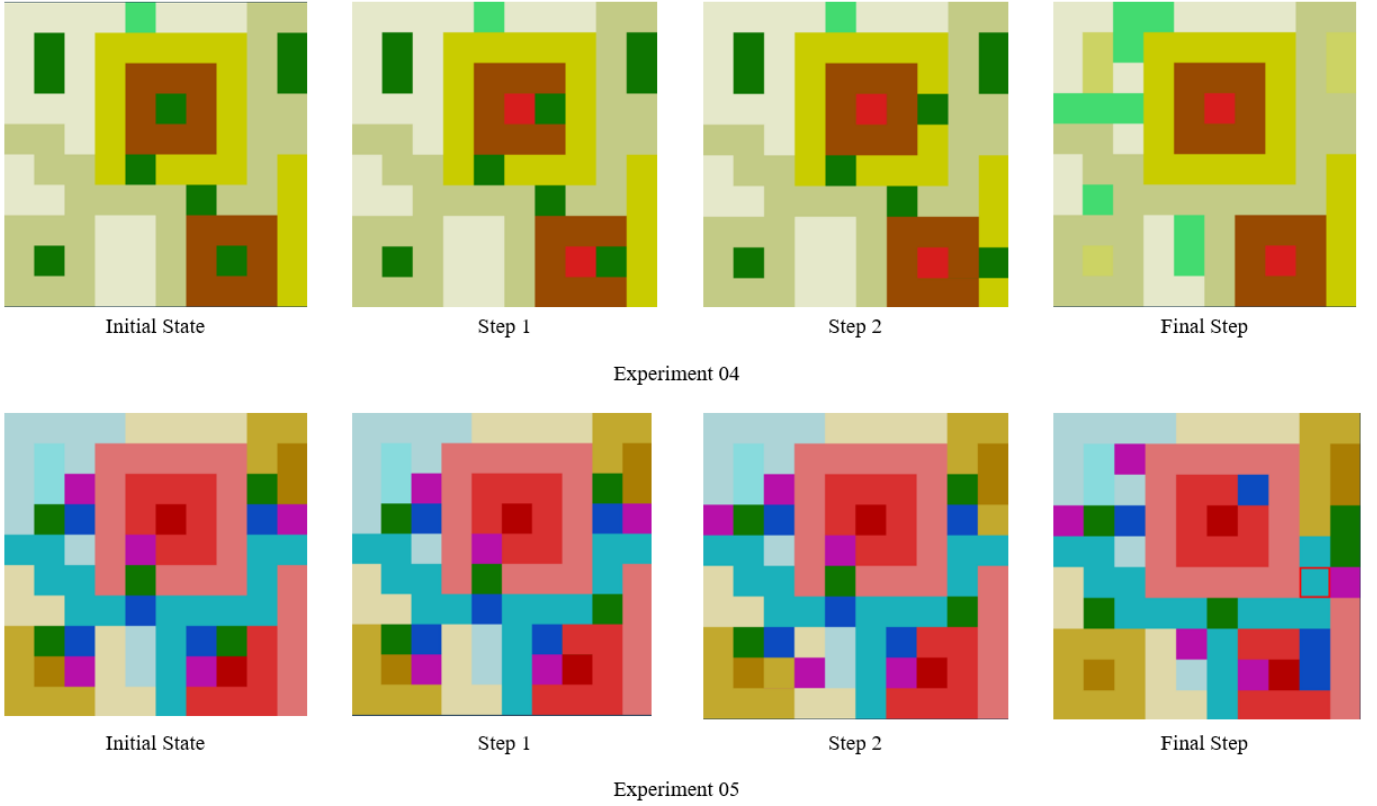 Initial State
Step 1
Step 2
Final Step
Experiment 04
Initial State
Step 1
Step 2
Final Step
Experiment 05